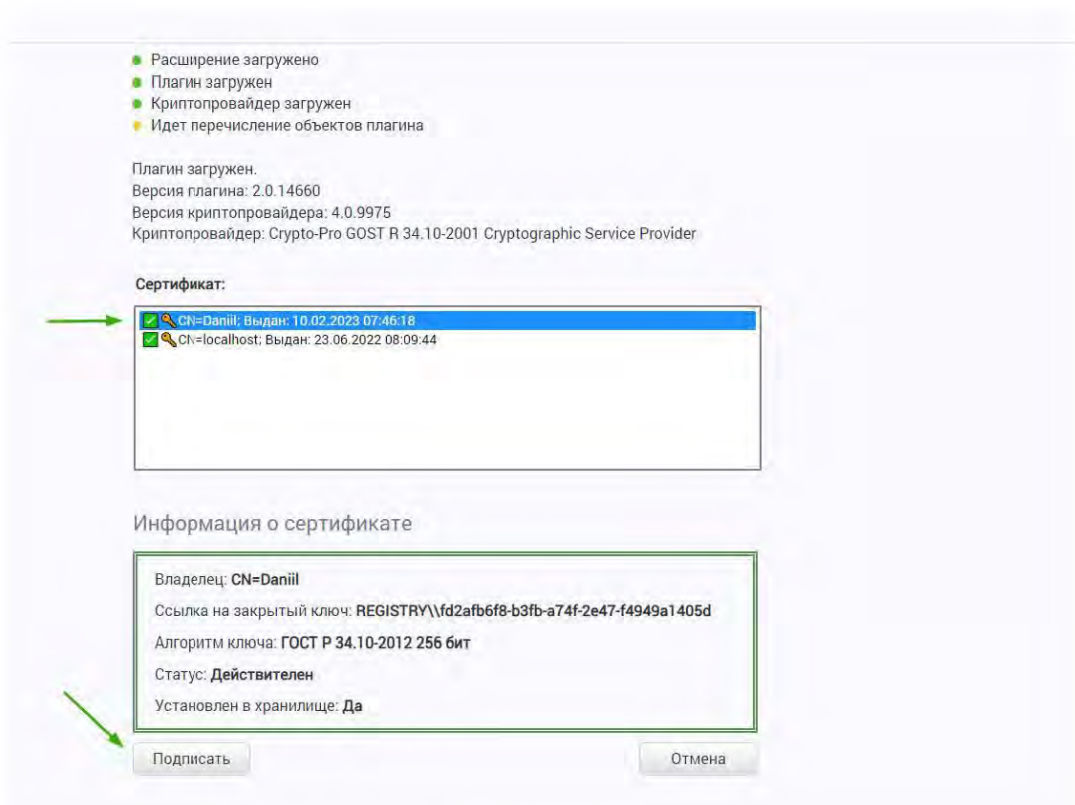 Расширение загружено
Плагин загружен
Криптопровайдер загружен
Идет перечисление объектов плагина
Плагин загружен.
Версия плагина: 2.0.14660
Версия криптопровайдера: 4.0.9975
Криптопровайдер: Crypto-Pro GOST R 34.10-2001 Cryptographic Service Provider
Сертификат:
CN=Daniil; Выдан: 10.02.2023 07:46:18
CN=localhost; Выдан: 23.06.2022 08:09:44
Информация о сертификате
Владелец: CN=Daniil
Ссылка на закрытый ключ: REGISTRY\\fd2afb6f8-b3fb-a74f-2e47-f4949a1405d
Алгоритм ключа: ГОСТ Р 34.10-2012 256 бит
Статус: Действителен
Установлен в хранилище: Да
Подписать
Отмена